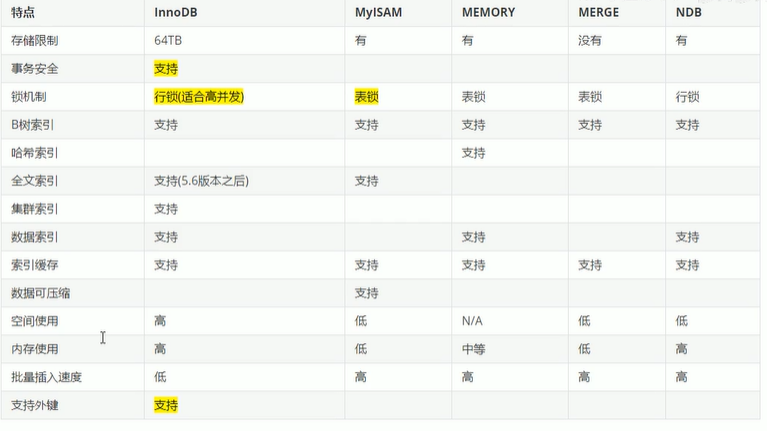 特点 InnoDB MyISAM MEMORY MERGE NDB
存储限制 64TB 有 有 没有 有
事务安全 支持
锁机制 行锁(适合高并发) 表锁 表锁 表锁 行锁
B树索引 支持 支持 支持 支持 支持
哈希索引 支持
全文索引 支持(5.6版本之后) 支持
集群索引 支持
数据索引 支持 支持 支持
索引缓存 支持 支持 支持 支持 支持
数据可压缩 支持
空间使用 高 低 N/A 低 低
内存使用 高 低 中等 低 高
批量插入速度 低 高 高 高 高
支持外键 支持